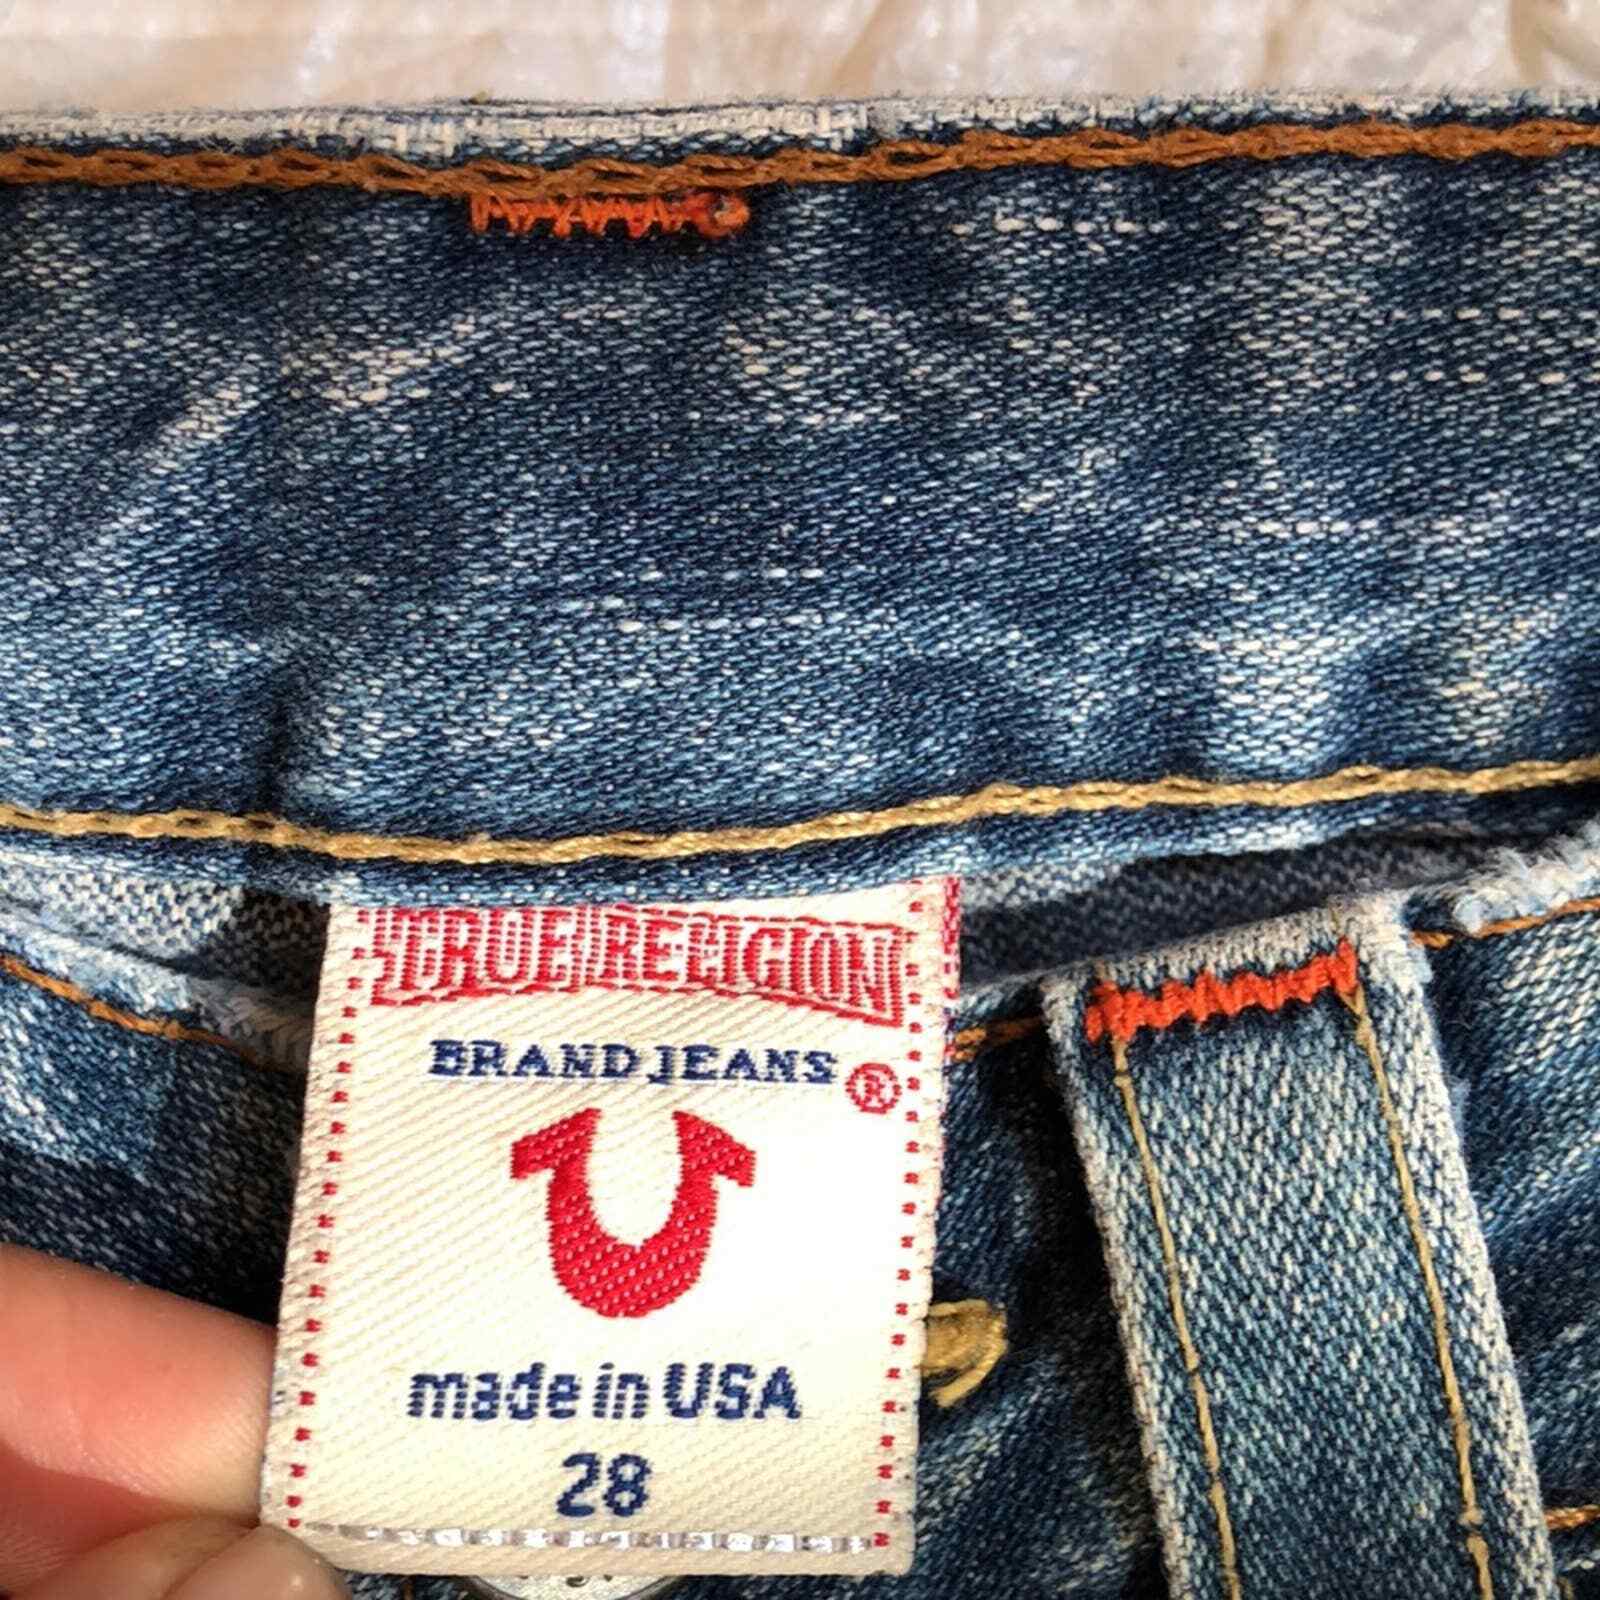 TRUE RELIGION
BRAND JEANS
®
made in USA
28